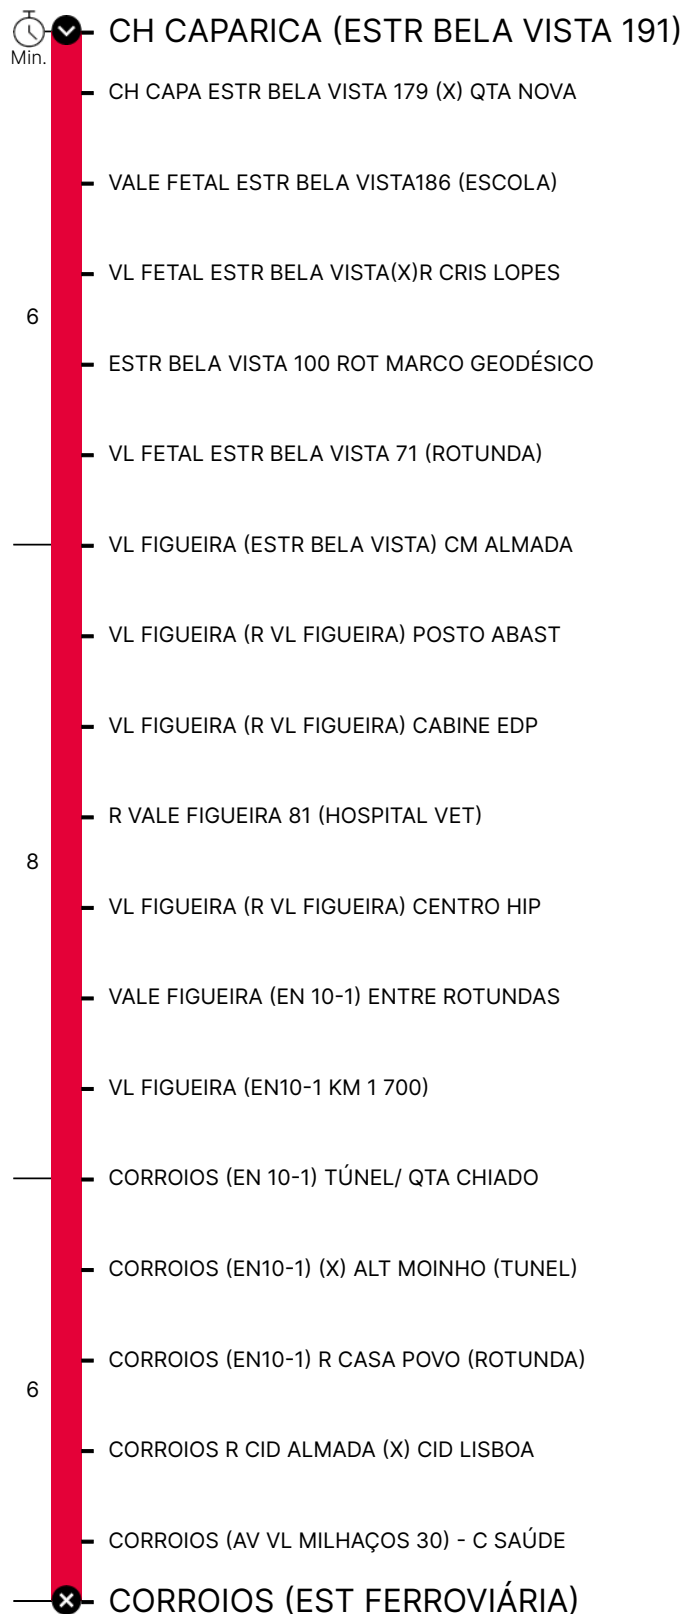 CH CAPARICA (ESTR BELA VISTA 191)
Min.
CH CAPA ESTR BELA VISTA 179 (X) QTA NOVA
VALE FETAL ESTR BELA VISTA186 (ESCOLA)
VL FETAL ESTR BELA VISTA(X)R CRIS LOPES
6
ESTR BELA VISTA 100 ROT MARCO GEODÉSICO
VL FETAL ESTR BELA VISTA 71 (ROTUNDA)
VL FIGUEIRA (ESTR BELA VISTA) CM ALMADA
VL FIGUEIRA (R VL FIGUEIRA) POSTO ABAST
VL FIGUEIRA (R VL FIGUEIRA) CABINE EDP
R VALE FIGUEIRA 81 (HOSPITAL VET)
8
VL FIGUEIRA (R VL FIGUEIRA) CENTRO HIP
VALE FIGUEIRA (EN 10-1) ENTRE ROTUNDAS
VL FIGUEIRA (EN10-1 KM 1 700)
CORROIOS (EN 10-1) TÚNEL/ QTA CHIADO
CORROIOS (EN10-1) (X) ALT MOINHO (TUNEL)
CORROIOS (EN10-1) R CASA POVO (ROTUNDA)
6
CORROIOS R CID ALMADA (X) CID LISBOA
CORROIOS (AV VL MILHAÇOS 30) - C SAÚDE
CORROIOS (EST FERROVIÁRIA)